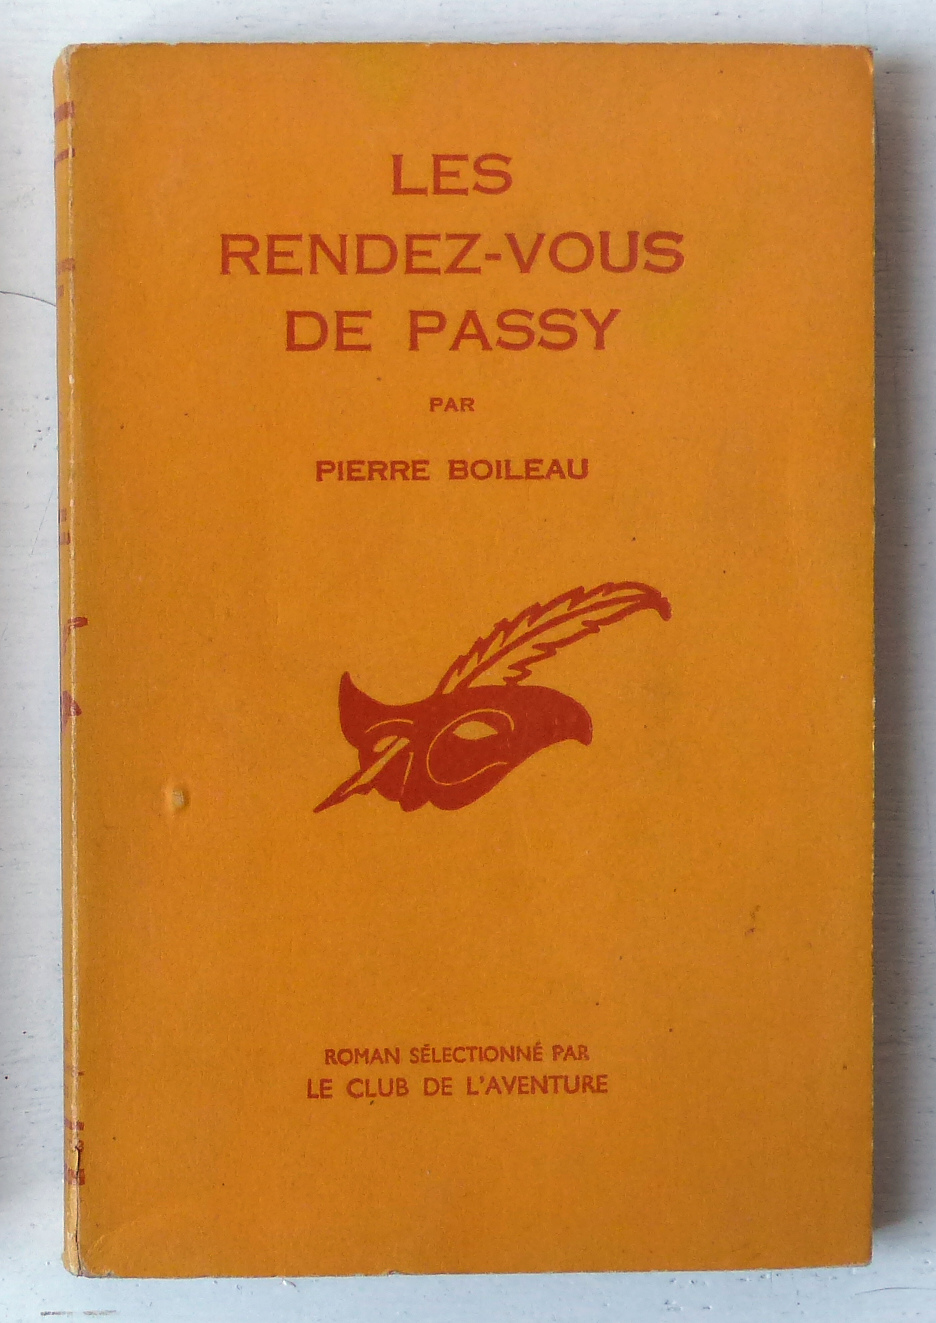 LES
RENDEZ-VOUS
DE PASSY
PAR
PIERRE BOILEAU
ROMAN SÉLECTIONNÉ PAR
LE CLUB DE L'AVENTURE